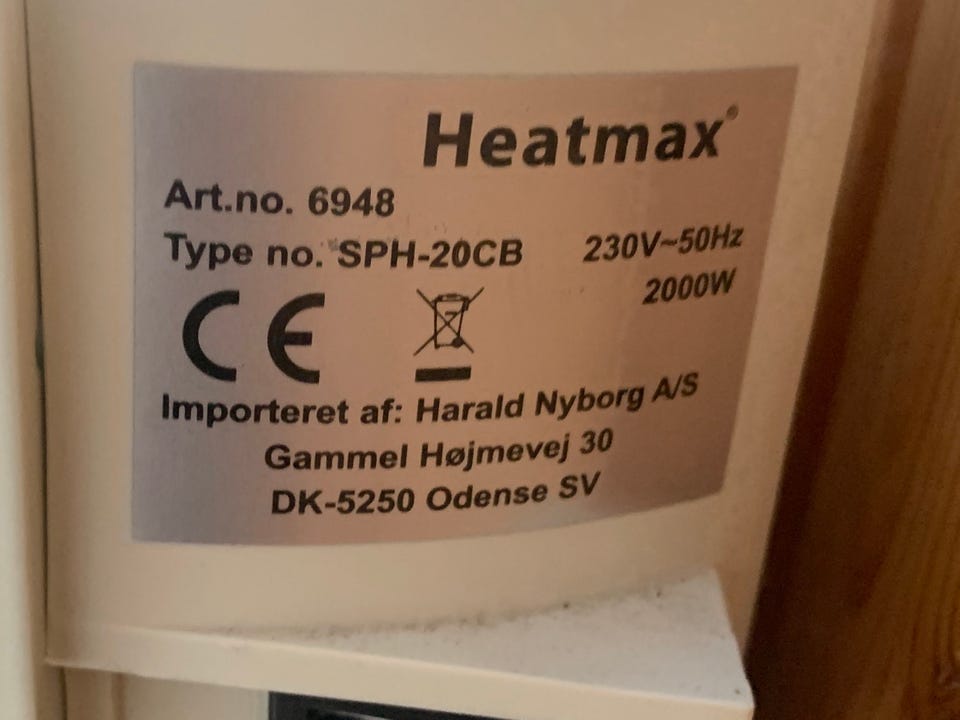 Heatmax®
Art.no. 6948
Type no. SPH-20CB 230V~50Hz
2000W
CE
Importeret af: Harald Nyborg A/S
Gammel Højmevej 30
DK-5250 Odense SV